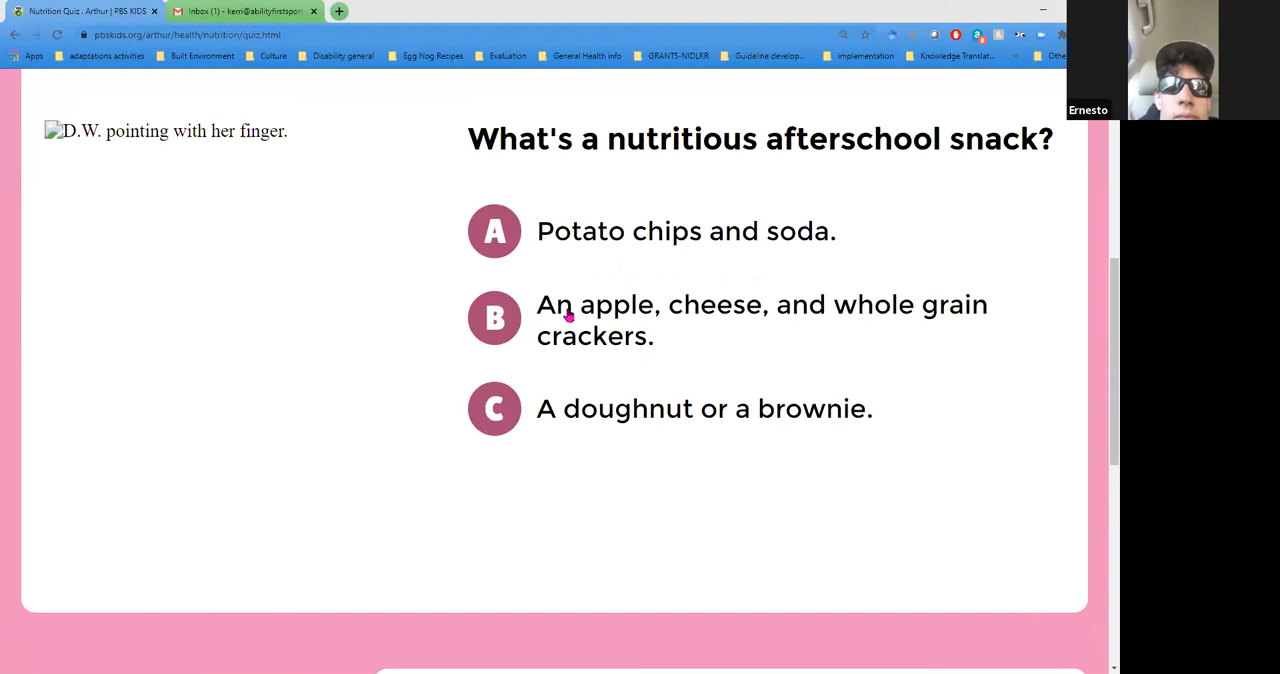 Nutrition Quiz . Arthur | PBS KIDS
Inbox (1) - kerri@abilityfirstspor
pbskids.org/arthur/health/nutrition/quiz.html
Apps adaptations activities Built Environment Culture Disability general Egg Nog Recipes Evaluation General Health info GRANTS-NIDLRR Guideline develop... implementation Knowledge Translat... Othe
Ernesto
D.W. pointing with her finger.
What's a nutritious afterschool snack?
A Potato chips and soda.
B An apple, cheese, and whole grain
crackers.
C A doughnut or a brownie.